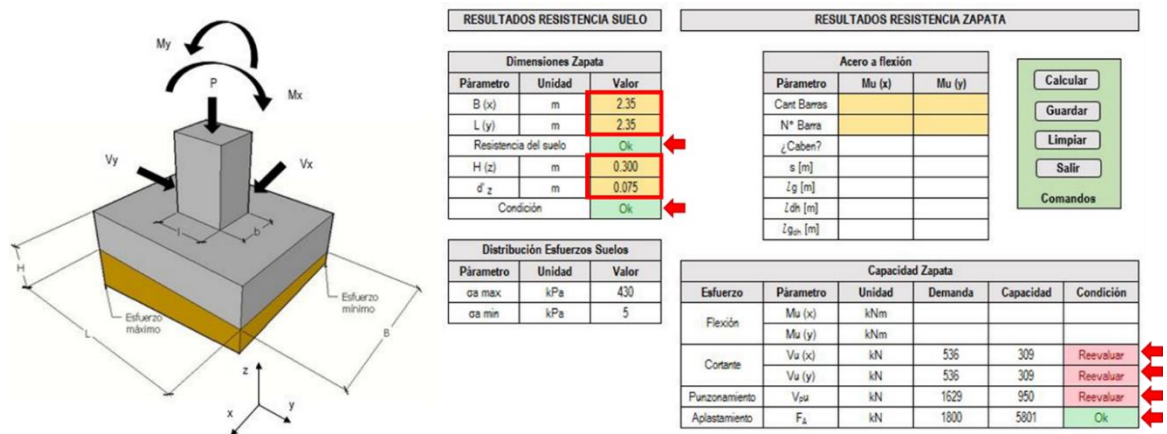 My
P
Mx
Vy
Vx
l
b
H
L
B
Esfuerzo
máximo
Esfuerzo
mínimo
z
x
y
RESULTADOS RESISTENCIA SUELO
Dimensiones Zapata
Párametro Unidad Valor
B (x) m 2.35
L (y) m 2.35
Resistencia del suelo Ok
H (z) m 0.300
d' z m 0.075
Condición Ok
Distribución Esfuerzos Suelos
Párametro Unidad Valor
σa max kPa 430
σa min kPa 5
RESULTADOS RESISTENCIA ZAPATA
Acero a flexión
Párametro Mu (x) Mu (y)
Cant Barras
N° Barra
¿Caben?
s [m]
ℓg [m]
ℓdh [m]
ℓg_dh [m]
Calcular
Guardar
Limpiar
Salir
Comandos
Capacidad Zapata
Esfuerzo Párametro Unidad Demanda Capacidad Condición
Flexión Mu (x) kNm
Mu (y) kNm
Cortante Vu (x) kN 536 309 Reevaluar
Vu (y) kN 536 309 Reevaluar
Punzonamiento Vpu kN 1629 950 Reevaluar
Aplastamiento FA kN 1800 5801 Ok